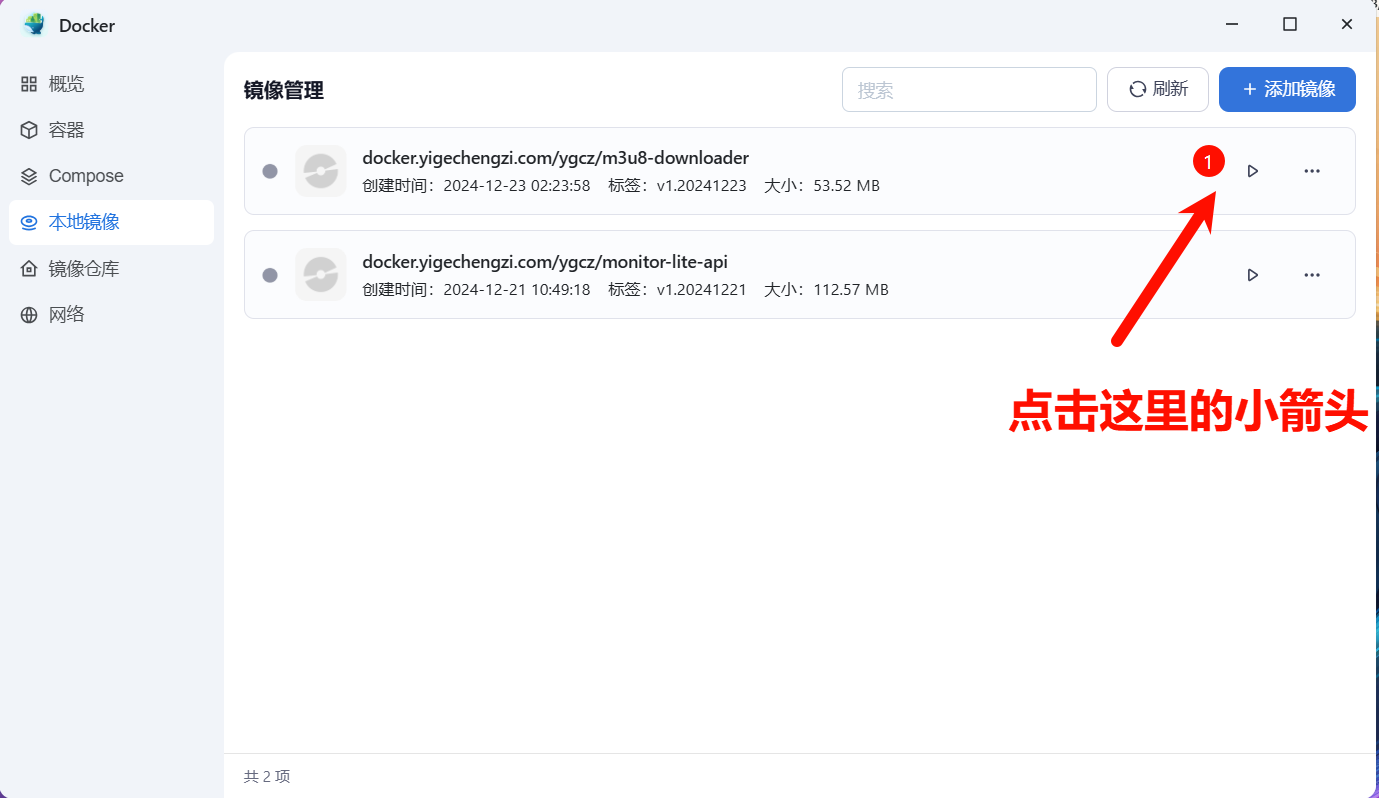 Docker
概览
容器
Compose
本地镜像
镜像仓库
网络
镜像管理
搜索
刷新
+ 添加镜像
docker.yigechengzi.com/ygcz/m3u8-downloader
创建时间：2024-12-23 02:23:58 标签：v1.20241223 大小：53.52 MB
1
docker.yigechengzi.com/ygcz/monitor-lite-api
创建时间：2024-12-21 10:49:18 标签：v1.20241221 大小：112.57 MB
点击这里的小箭头
共 2 项